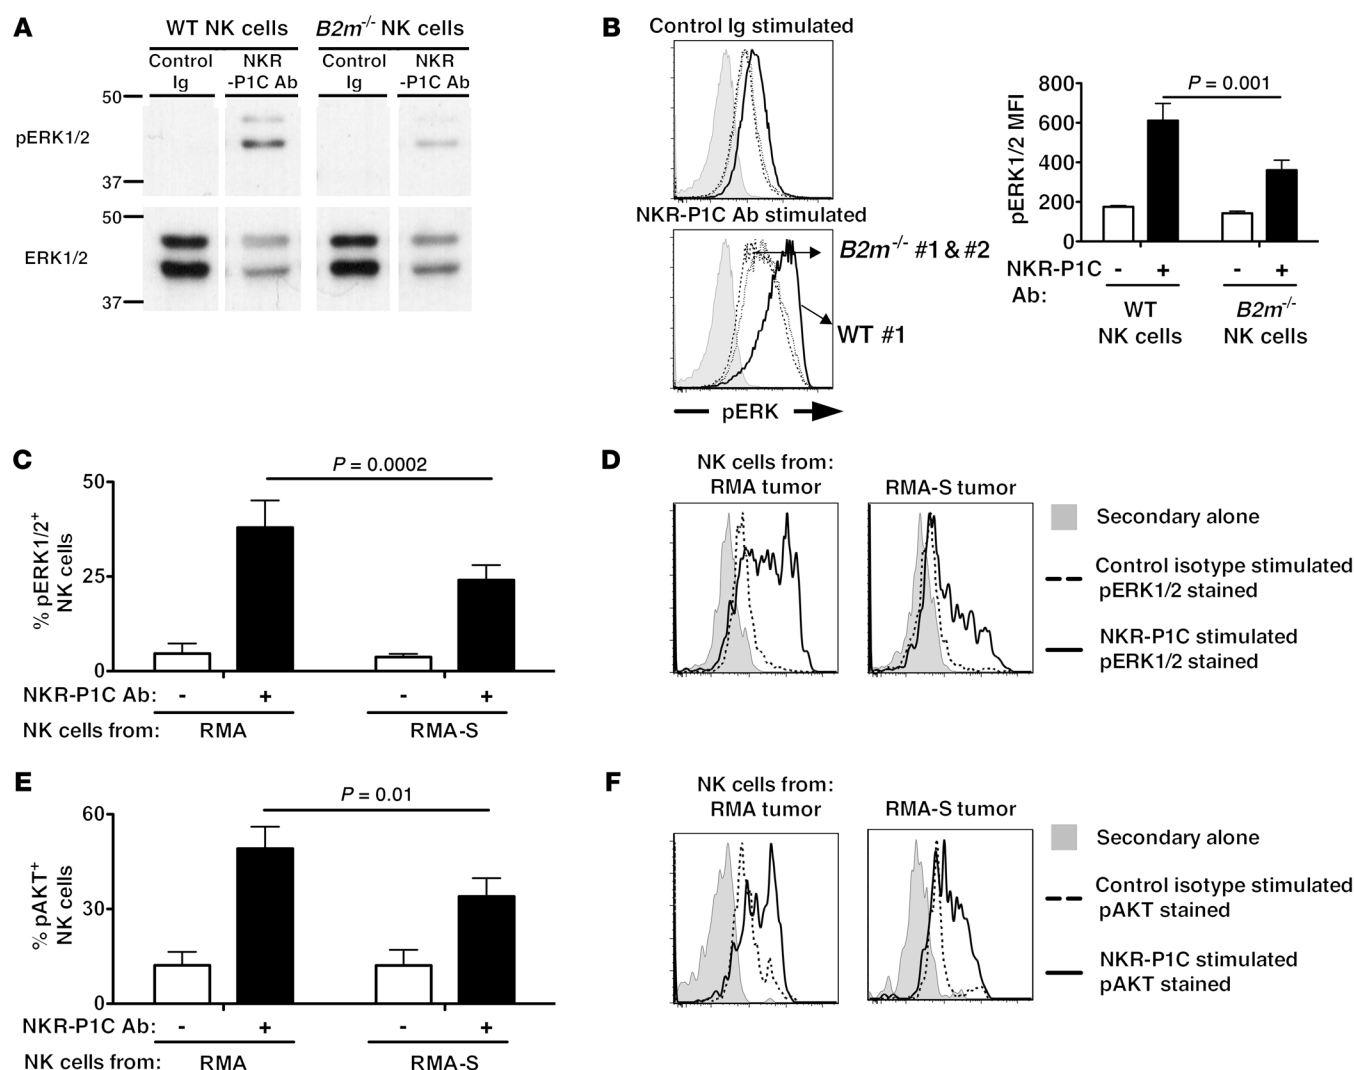 A
WT NK cells
B2m-/- NK cells
Control Ig
NKR -P1C Ab
Control Ig
NKR -P1C Ab
50
pERK1/2
37
50
ERK1/2
37
B
Control Ig stimulated
NKR-P1C Ab stimulated
B2m-/- #1 & #2
WT #1
pERK
pERK1/2 MFI
800
600
400
200
0
P = 0.001
NKR-P1C Ab:
- + - +
WT NK cells
B2m-/- NK cells
C
% pERK1/2+ NK cells
50
25
0
P = 0.0002
NKR-P1C Ab: - + - +
NK cells from: RMA RMA-S
D
NK cells from:
RMA tumor
RMA-S tumor
Secondary alone
Control isotype stimulated
pERK1/2 stained
NKR-P1C stimulated
pERK1/2 stained
E
% pAKT+ NK cells
60
30
0
P = 0.01
NKR-P1C Ab: - + - +
NK cells from: RMA RMA-S
F
NK cells from:
RMA tumor
RMA-S tumor
Secondary alone
Control isotype stimulated
pAKT stained
NKR-P1C stimulated
pAKT stained